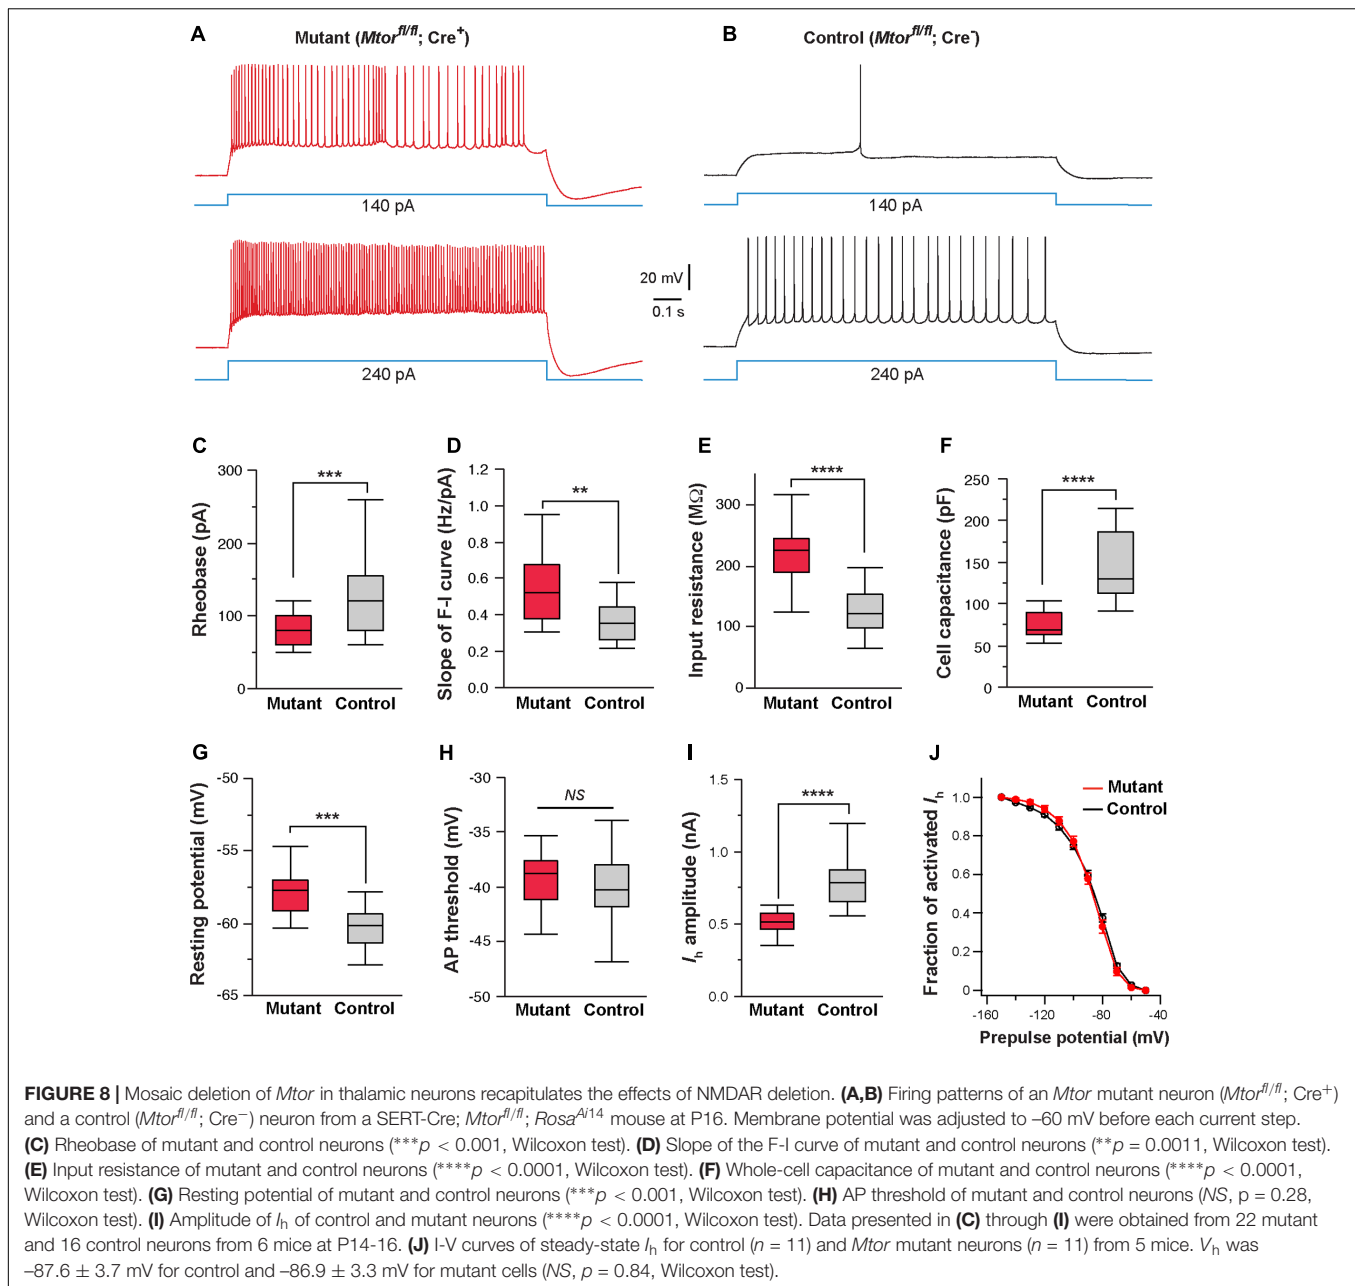 A
Mutant (Mtor^fl/fl; Cre⁺)
B
Control (Mtor^fl/fl; Cre⁻)
140 pA
140 pA
20 mV
0.1 s
240 pA
240 pA
C
Rheobase (pA)
300
200
100
0
***
Mutant Control
D
Slope of F-I curve (Hz/pA)
1.2
1.0
0.8
0.6
0.4
0.2
0.0
**
Mutant Control
E
Input resistance (MΩ)
300
200
100
0
****
Mutant Control
F
Cell capacitance (pF)
250
200
150
100
50
0
****
Mutant Control
G
Resting potential (mV)
-50
-55
-60
-65
***
Mutant Control
H
AP threshold (mV)
-30
-35
-40
-45
-50
NS
Mutant Control
I
Iₕ amplitude (nA)
1.5
1.0
0.5
0.0
****
Mutant Control
J
Fraction of activated Iₕ
1.0
0.8
0.6
0.4
0.2
0
Mutant
Control
-160 -120 -80 -40
Prepulse potential (mV)
FIGURE 8 | Mosaic deletion of Mtor in thalamic neurons recapitulates the effects of NMDAR deletion. (A,B) Firing patterns of an Mtor mutant neuron (Mtor^fl/fl; Cre⁺)
and a control (Mtor^fl/fl; Cre⁻) neuron from a SERT-Cre; Mtor^fl/fl; Rosa^Ai14 mouse at P16. Membrane potential was adjusted to –60 mV before each current step.
(C) Rheobase of mutant and control neurons (***p < 0.001, Wilcoxon test). (D) Slope of the F-I curve of mutant and control neurons (**p = 0.0011, Wilcoxon test).
(E) Input resistance of mutant and control neurons (****p < 0.0001, Wilcoxon test). (F) Whole-cell capacitance of mutant and control neurons (****p < 0.0001,
Wilcoxon test). (G) Resting potential of mutant and control neurons (***p < 0.001, Wilcoxon test). (H) AP threshold of mutant and control neurons (NS, p = 0.28,
Wilcoxon test). (I) Amplitude of Iₕ of control and mutant neurons (****p < 0.0001, Wilcoxon test). Data presented in (C) through (I) were obtained from 22 mutant
and 16 control neurons from 6 mice at P14-16. (J) I-V curves of steady-state Iₕ for control (n = 11) and Mtor mutant neurons (n = 11) from 5 mice. Vₕ was
–87.6 ± 3.7 mV for control and –86.9 ± 3.3 mV for mutant cells (NS, p = 0.84, Wilcoxon test).